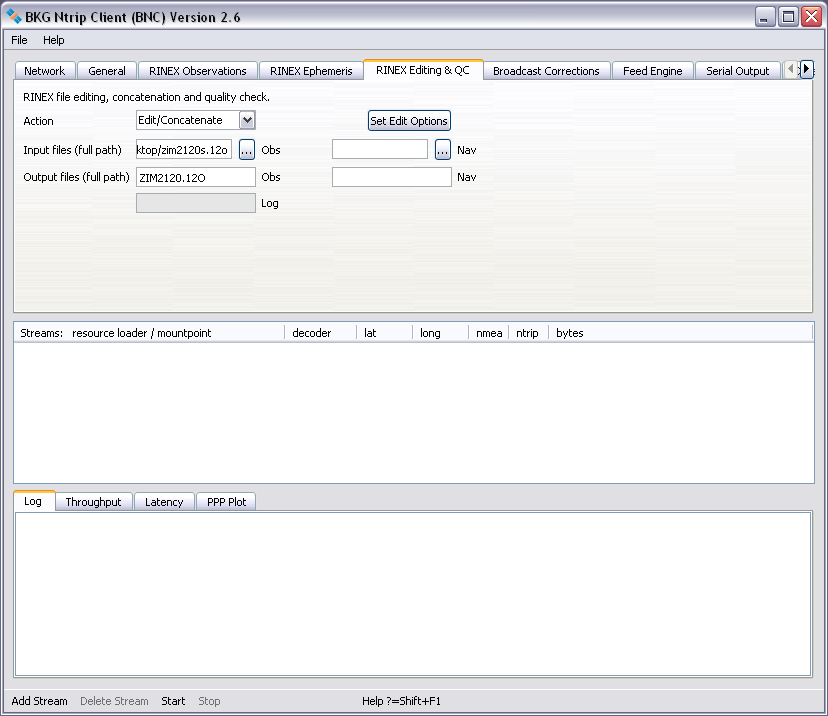 BKG Ntrip Client (BNC) Version 2.6
File Help
Network General RINEX Observations RINEX Ephemeris RINEX Editing & QC Broadcast Corrections Feed Engine Serial Output
RINEX file editing, concatenation and quality check.
Action Edit/Concatenate Set Edit Options
Input files (full path) ktop/zim2120s.12o ... Obs ... Nav
Output files (full path) ZIM2120.12O Obs Nav
Log
Streams: resource loader / mountpoint decoder lat long nmea ntrip bytes
Log Throughput Latency PPP Plot
Add Stream Delete Stream Start Stop Help ?=Shift+F1